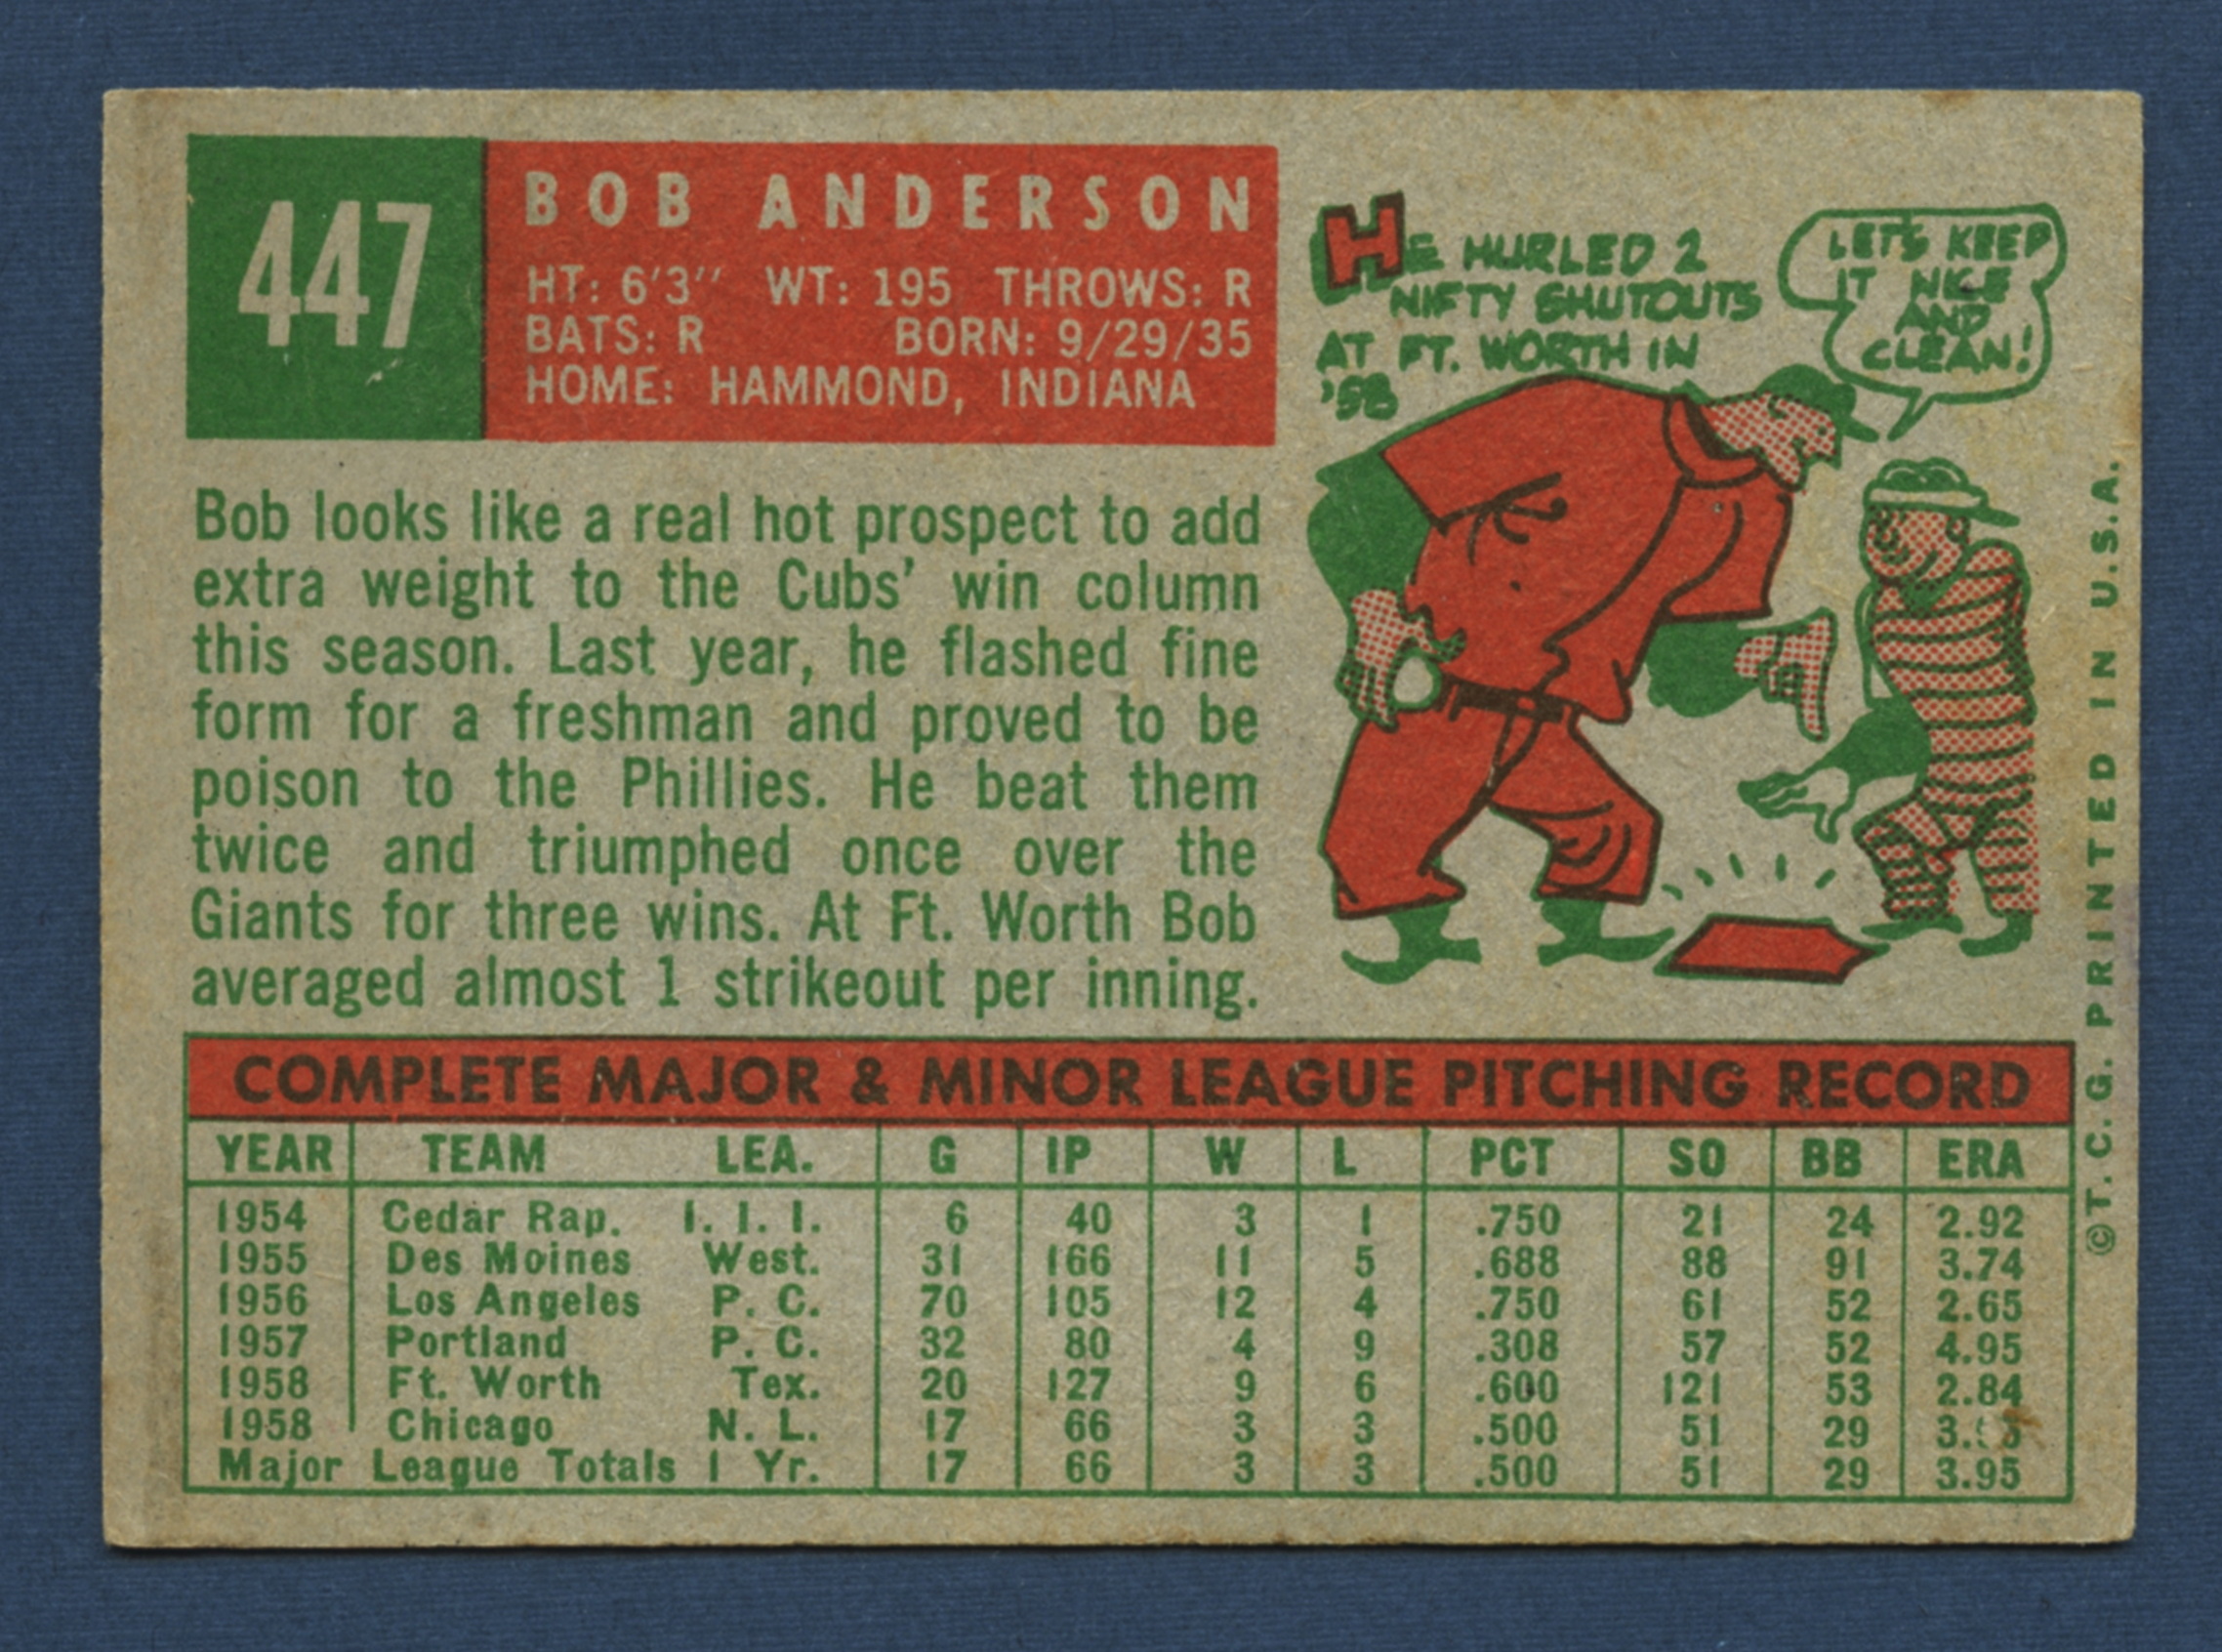 447
BOB ANDERSON
HT: 6'3" WT: 195 THROWS: R
BATS: R BORN: 9/29/35
HOME: HAMMOND, INDIANA
HE HURLED 2
NIFTY SHUTOUTS
AT FT. WORTH IN
'58
LET'S KEEP
IT NICE
AND
CLEAN!
Bob looks like a real hot prospect to add
extra weight to the Cubs' win column
this season. Last year, he flashed fine
form for a freshman and proved to be
poison to the Phillies. He beat them
twice and triumphed once over the
Giants for three wins. At Ft. Worth Bob
averaged almost 1 strikeout per inning.
COMPLETE MAJOR & MINOR LEAGUE PITCHING RECORD
YEAR TEAM LEA. G IP W L PCT SO BB ERA
1954 Cedar Rap. I. I. I. 6 40 3 1 .750 21 24 2.92
1955 Des Moines West. 31 166 11 5 .688 88 91 3.74
1956 Los Angeles P. C. 70 105 12 4 .750 61 52 2.65
1957 Portland P. C. 32 80 4 9 .308 57 52 4.95
1958 Ft. Worth Tex. 20 127 9 6 .600 121 53 2.84
1958 Chicago N. L. 17 66 3 3 .500 51 29
Major League Totals 1 Yr. 17 66 3 3 .500 51 29 3.95
©T.C.G. PRINTED IN U.S.A.